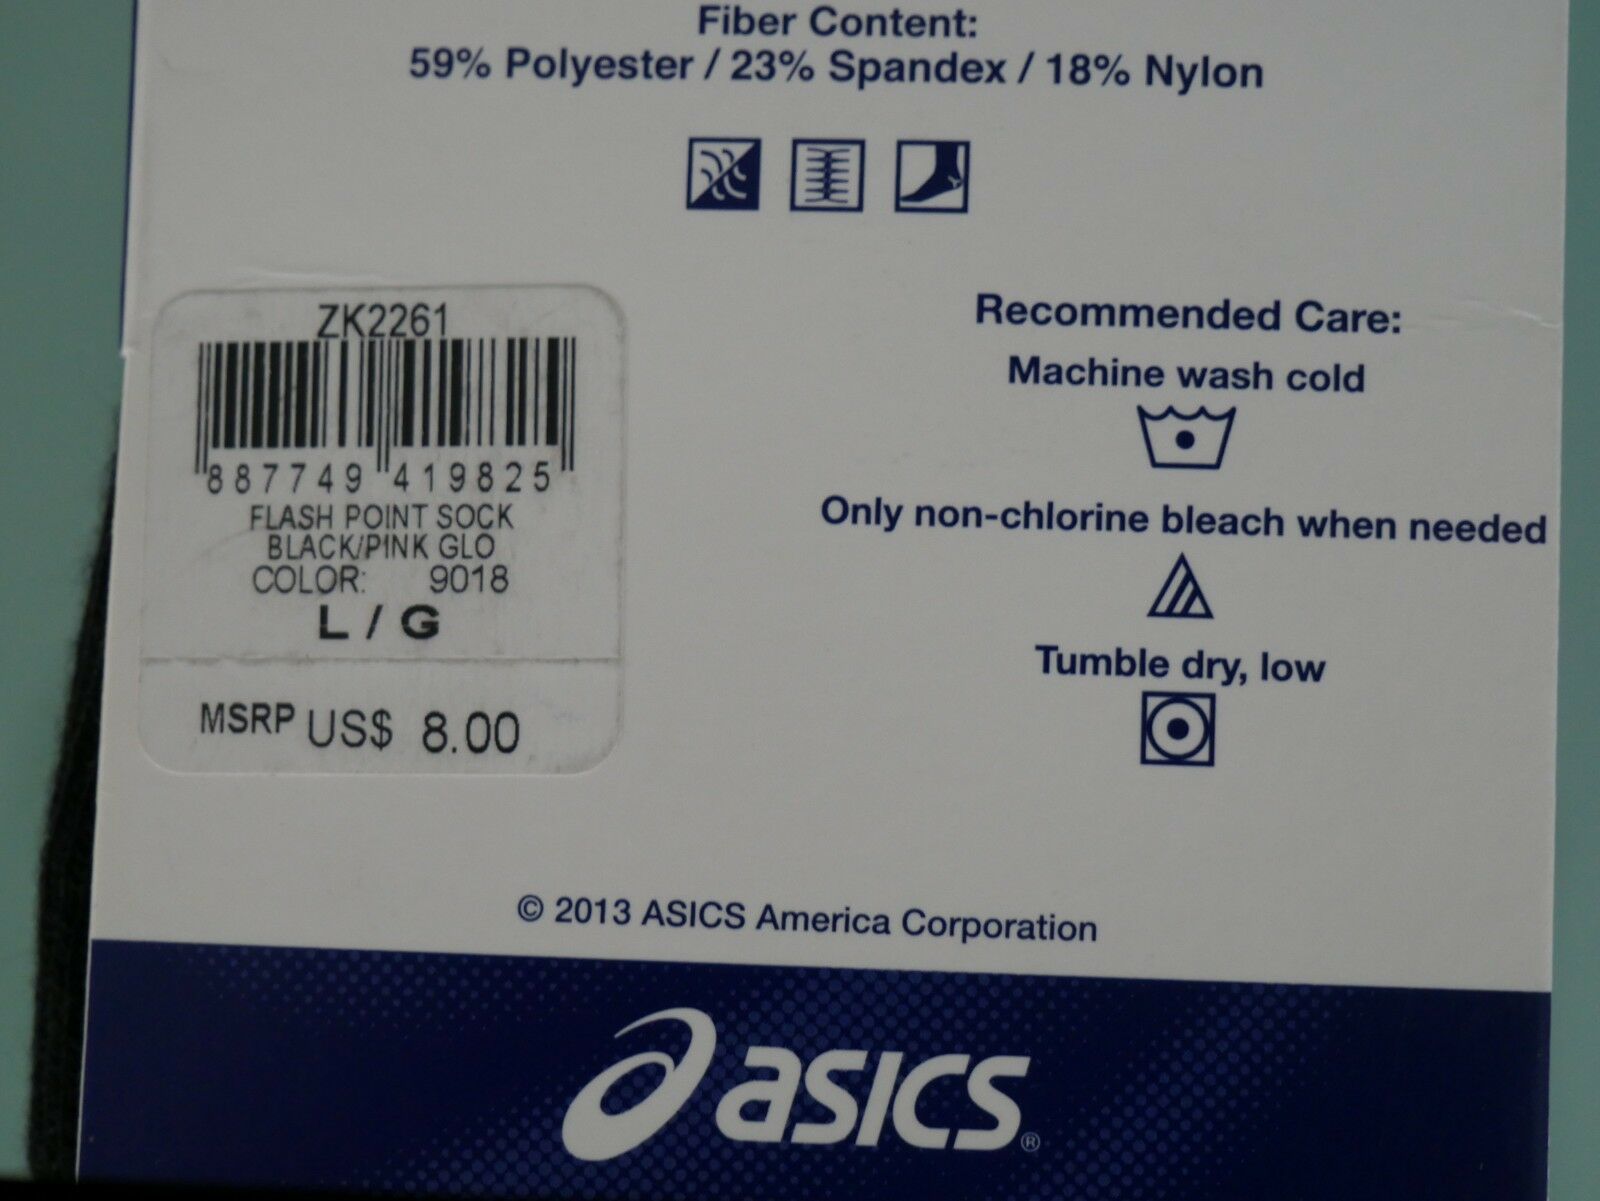 Fiber Content:
59% Polyester / 23% Spandex / 18% Nylon
ZK2261
887749 419825
FLASH POINT SOCK
BLACK/PINK GLO
COLOR: 9018
L / G
MSRP US$ 8.00
Recommended Care:
Machine wash cold
Only non-chlorine bleach when needed
Tumble dry, low
© 2013 ASICS America Corporation
asics®